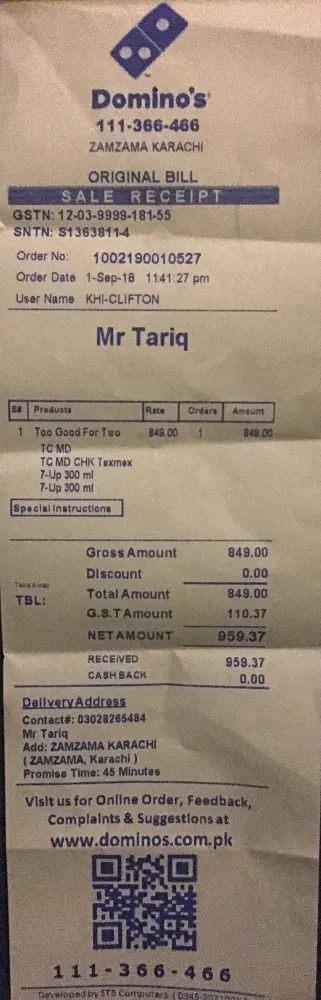 Domino's
111-366-466
ZAMZAMA KARACHI
ORIGINAL BILL
SALE RECEIPT
GSTN: 12-03-9999-181-55
SNTN: S1363811-4
Order No: 1002190010527
Order Date 1-Sep-18 11:41:27 pm
User Name KHI-CLIFTON
Mr Tariq
S# Products Rate Orders Amount
1 Too Good For Two 849.00 1 849.00
TC MD
TC MD CHK Texmex
7-Up 300 ml
7-Up 300 ml
Special Instructions
Gross Amount 849.00
Discount 0.00
Take Away
Total Amount 849.00
TBL:
G.S.T Amount 110.37
NET AMOUNT 959.37
RECEIVED 959.37
CASH BACK 0.00
Delivery Address
Contact#: 03028265484
Mr Tariq
Add: ZAMZAMA KARACHI
( ZAMZAMA, Karachi )
Promise Time: 45 Minutes
Visit us for Online Order, Feedback,
Complaints & Suggestions at
www.dominos.com.pk
111-366-466
Developed by STB Computers